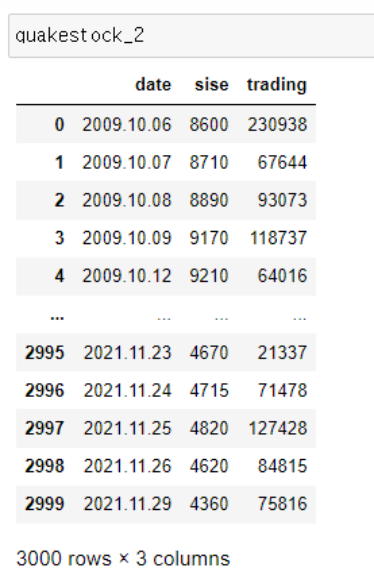 quakestock_2
date sise trading
0 2009.10.06 8600 230938
1 2009.10.07 8710 67644
2 2009.10.08 8890 93073
3 2009.10.09 9170 118737
4 2009.10.12 9210 64016
... ... ... ...
2995 2021.11.23 4670 21337
2996 2021.11.24 4715 71478
2997 2021.11.25 4820 127428
2998 2021.11.26 4620 84815
2999 2021.11.29 4360 75816
3000 rows × 3 columns